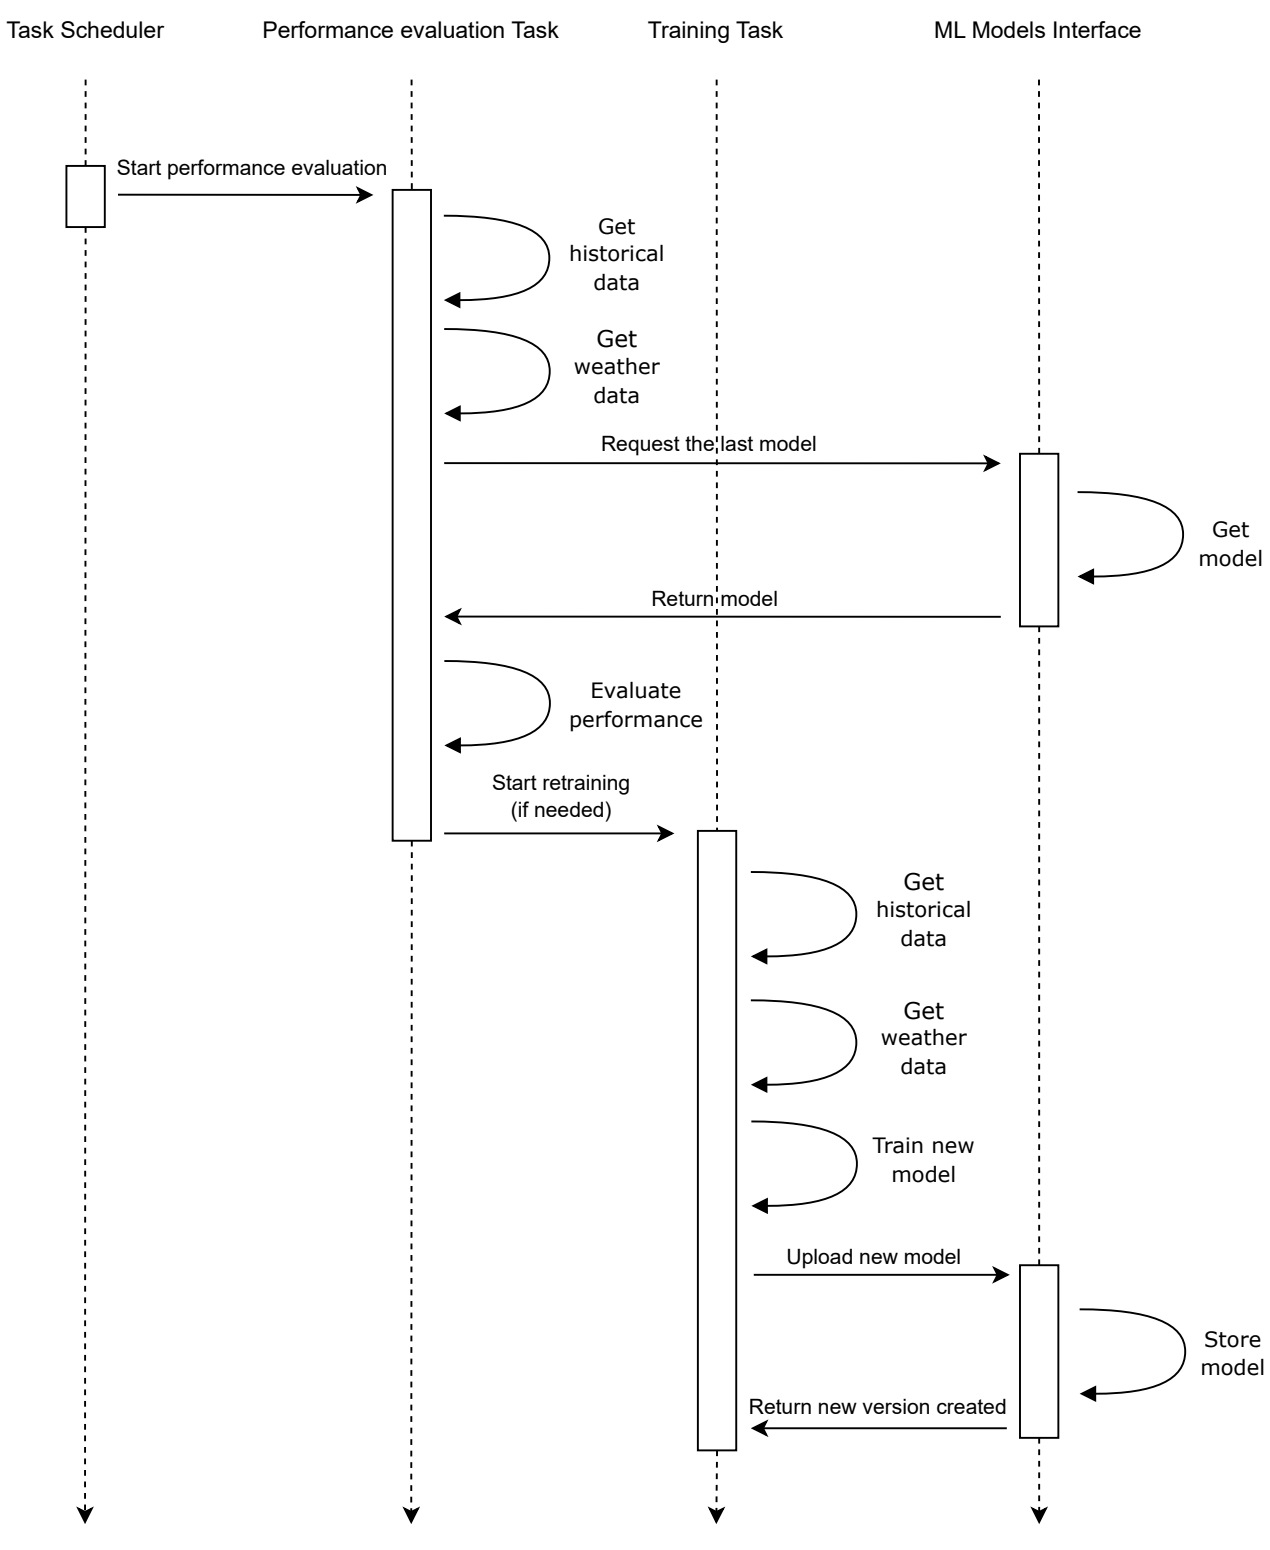 Task Scheduler
Performance evaluation Task
Training Task
ML Models Interface
Start performance evaluation
Get
historical
data
Get
weather
data
Request the last model
Get
model
Return model
Evaluate
performance
Start retraining
(if needed)
Get
historical
data
Get
weather
data
Train new
model
Upload new model
Store
model
Return new version created